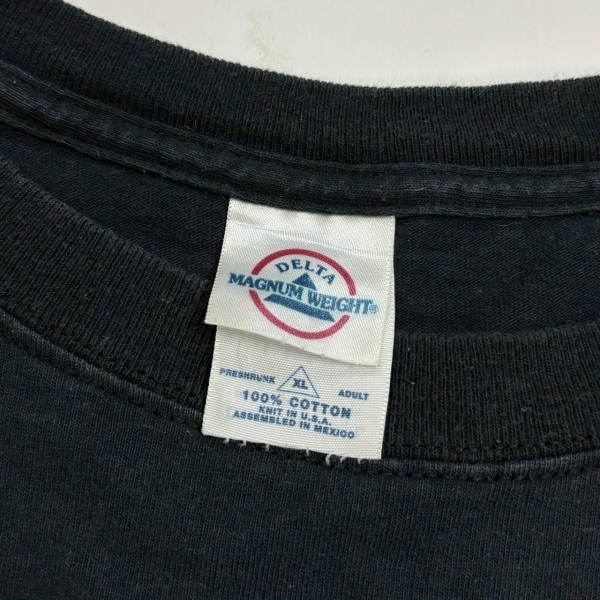 DELTA
MAGNUM WEIGHT®
PRESHRUNK XL ADULT
100% COTTON
KNIT IN U.S.A.
ASSEMBLED IN MEXICO